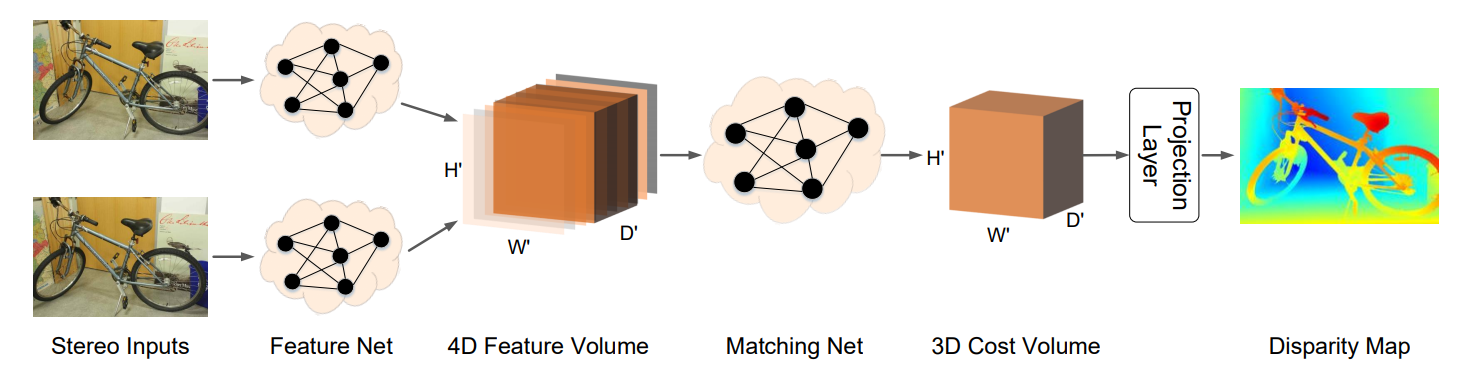 H'
W'
D'
H'
W'
D'
Projection
Layer
Stereo Inputs
Feature Net
4D Feature Volume
Matching Net
3D Cost Volume
Disparity Map